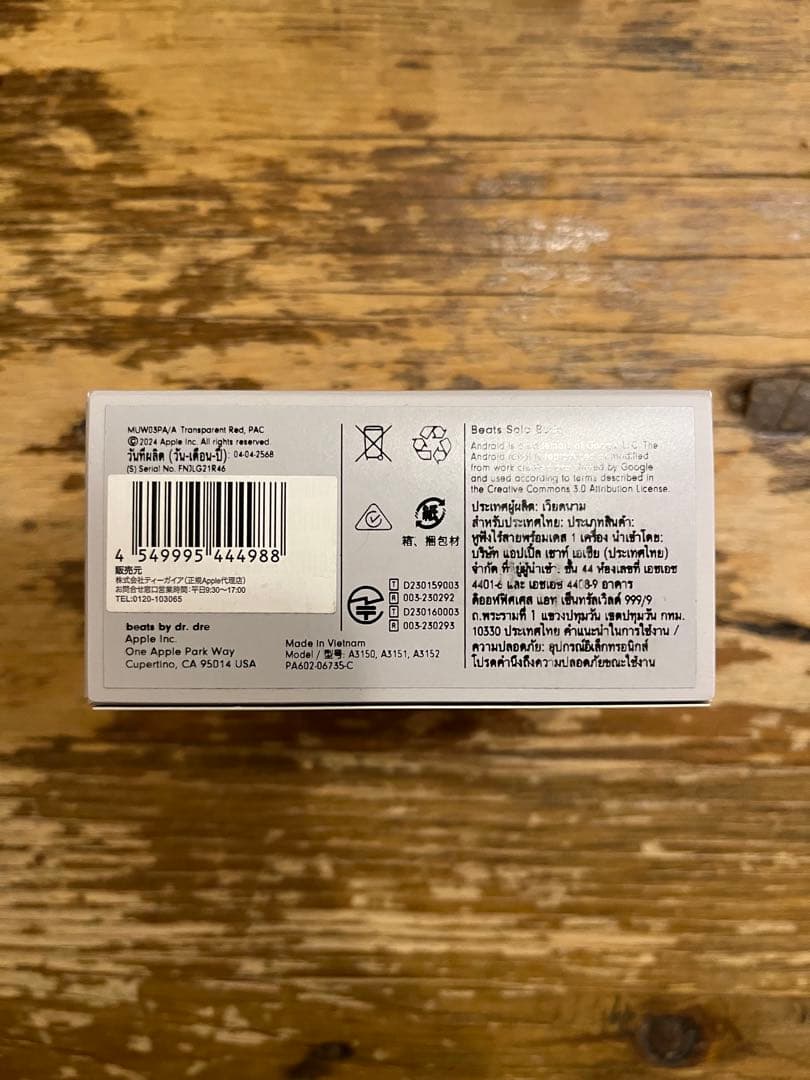 MUW03PA/A Transparent Red, PAC
©2024 Apple Inc. All rights reserved.
วันที่ผลิต (วัน-เดือน-ปี): 04-04-2568
(S) Serial No. FNJLG21R46
4 549995 444988
販売元
株式会社ティーガイア(正規Apple代理店)
お問合せ窓口営業時間:平日9:30〜17:00
TEL:0120-103065
beats by dr. dre
Apple Inc.
One Apple Park Way
Cupertino, CA 95014 USA
Made in Vietnam
Model / 型号: A3150, A3151, A3152
PA602-06735-C
紙
箱、捆包材
T D230159003
R 003-230292
T D230160003
R 003-230293
Beats Solo
Android is a of Google LLC. The
Android
from work by Google
and used according to terms described in
the Creative Commons 3.0 Attribution License.
ประเทศผู้ผลิต: เวียดนาม
สำหรับประเทศไทย: ประเภทสินค้า:
หูฟังไร้สายพร้อมเคส 1 เครื่อง นำเข้าโดย:
บริษัท แอปเปิ้ล เซาท์ เอเชีย (ประเทศไทย)
จำกัด ที่ ชั้น 44 ห้องเลขที่ เอชเอช
4401-6 และ เอชเอช 4408-9 อาคาร
ดิออฟฟิศเศส แอท เซ็นทรัลเวิลด์ 999/9
ถ.พระรามที่ 1 แขวงปทุมวัน เขตปทุมวัน กทม.
10330 ประเทศไทย คำแนะนำในการใช้งาน /
ความปลอดภัย: อุปกรณ์อิเล็กทรอนิกส์
โปรดคำนึงถึงความปลอดภัยขณะใช้งาน